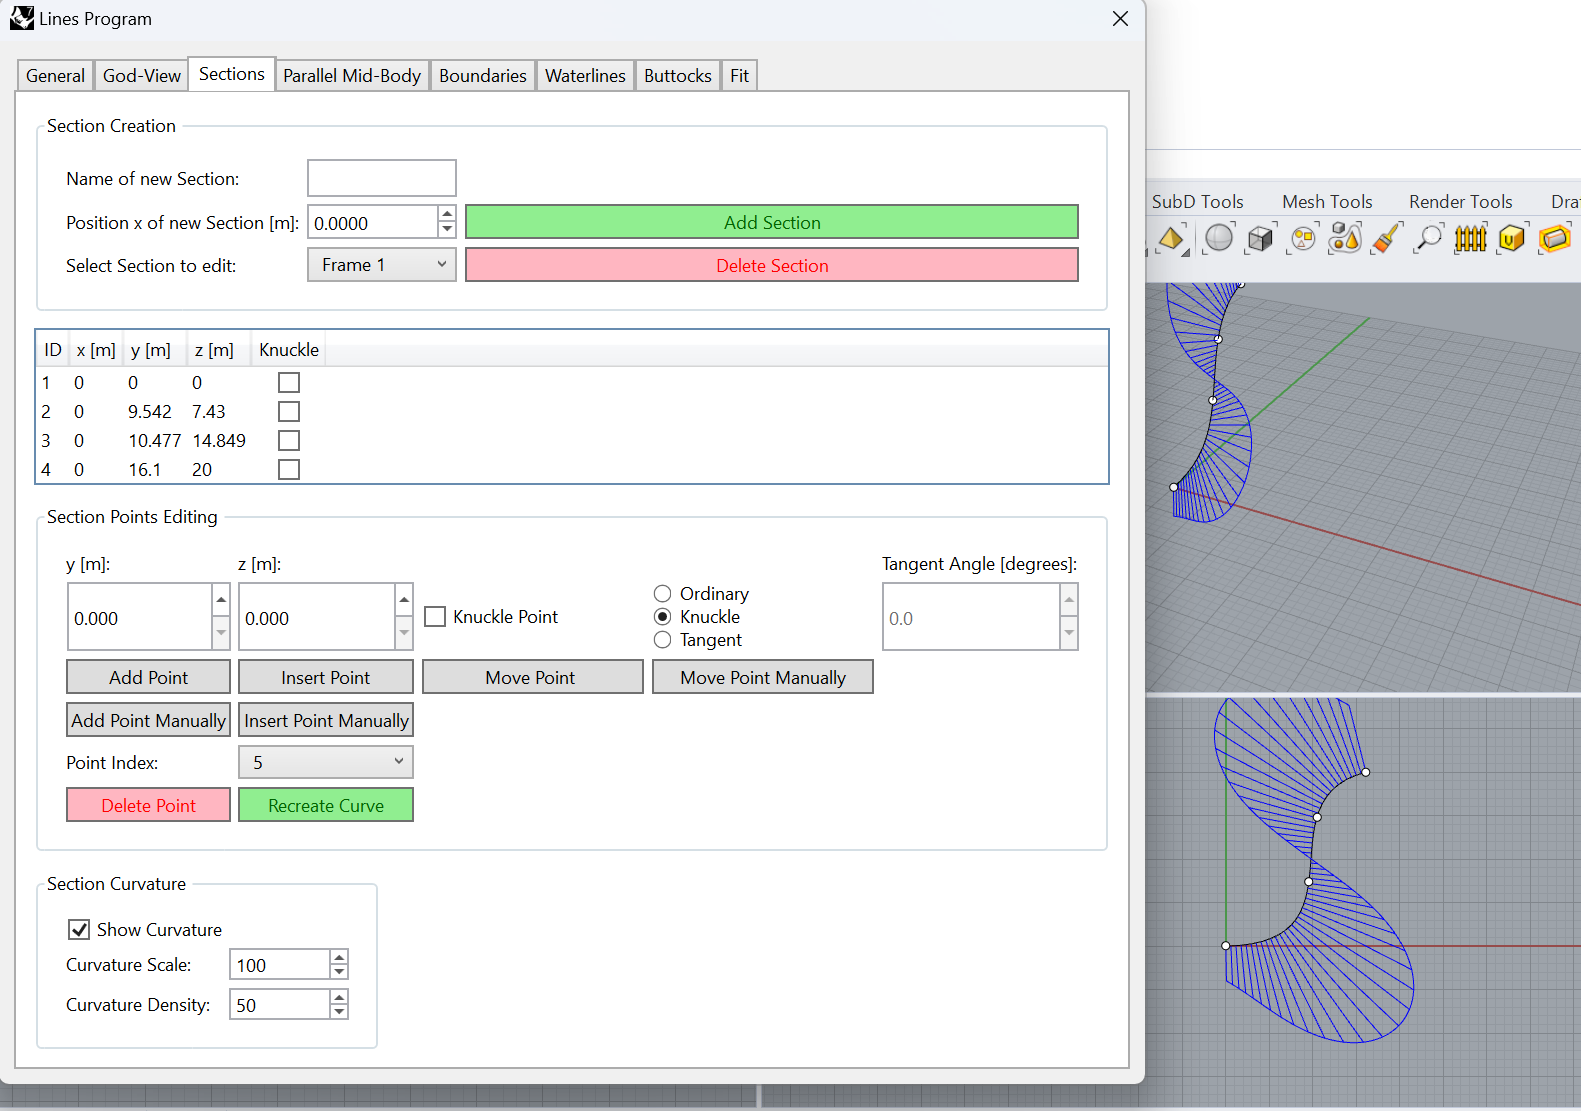 Lines Program
General God-View Sections Parallel Mid-Body Boundaries Waterlines Buttocks Fit
Section Creation
Name of new Section:
Position x of new Section [m]: 0.0000 Add Section
Select Section to edit: Frame 1 Delete Section
ID x [m] y [m] z [m] Knuckle
1 0 0 0
2 0 9.542 7.43
3 0 10.477 14.849
4 0 16.1 20
Section Points Editing
y [m]: z [m]: Tangent Angle [degrees]:
Ordinary
0.000 0.000 Knuckle Point Knuckle 0.0
Tangent
Add Point Insert Point Move Point Move Point Manually
Add Point Manually Insert Point Manually
Point Index: 5
Delete Point Recreate Curve
Section Curvature
Show Curvature
Curvature Scale: 100
Curvature Density: 50
SubD Tools Mesh Tools Render Tools Dra